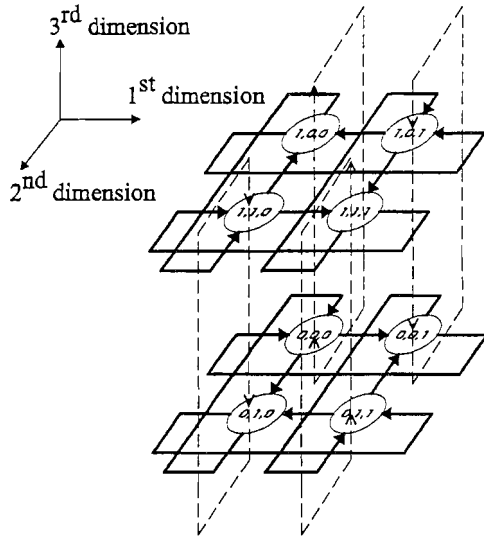 3rd dimension
1st dimension
2nd dimension
1,0,0
1,0,1
1,1,0
1,1,1
0,0,0
0,0,1
0,1,0
0,1,1